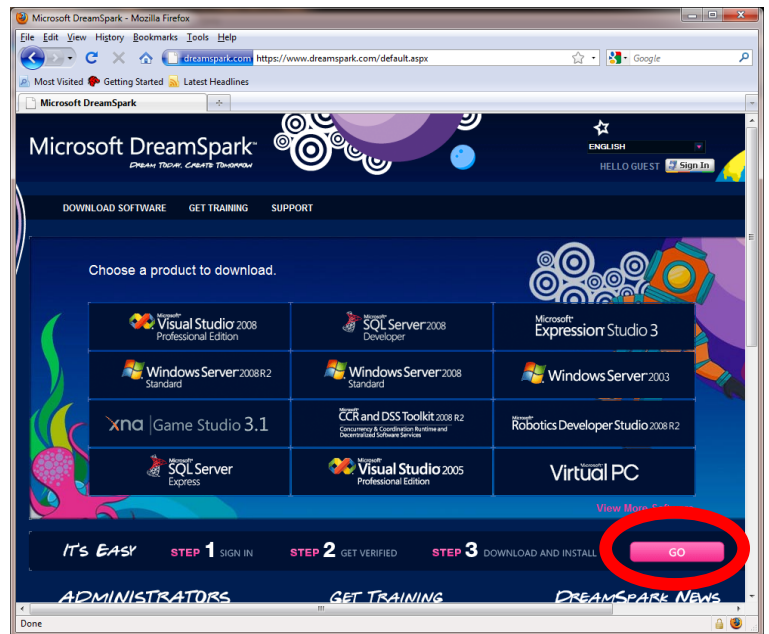 Microsoft DreamSpark - Mozilla Firefox
File Edit View History Bookmarks Tools Help
dreamspark.com https://www.dreamspark.com/default.aspx Google
Most Visited Getting Started Latest Headlines
Microsoft DreamSpark
Microsoft DreamSpark™
DREAM TODAY. CREATE TOMORROW
ENGLISH
HELLO GUEST Sign In
DOWNLOAD SOFTWARE GET TRAINING SUPPORT
Choose a product to download.
Microsoft®
Visual Studio® 2008
Professional Edition
Microsoft®
SQL Server® 2008
Developer
Microsoft®
Expression® Studio 3
Windows Server® 2008 R2
Standard
Windows Server® 2008
Standard
Windows Server® 2003
xna Game Studio 3.1
Microsoft®
CCR and DSS Toolkit 2008 R2
Concurrency & Coordination Runtime and
Decentralized Software Services
Microsoft®
Robotics Developer Studio 2008 R2
Microsoft®
SQL Server
Express
Microsoft®
Visual Studio 2005
Professional Edition
Microsoft®
Virtual PC
View More
IT'S EASY STEP 1 SIGN IN STEP 2 GET VERIFIED STEP 3 DOWNLOAD AND INSTALL GO
ADMINISTRATORS GET TRAINING DREAMSPARK NEWS
Done